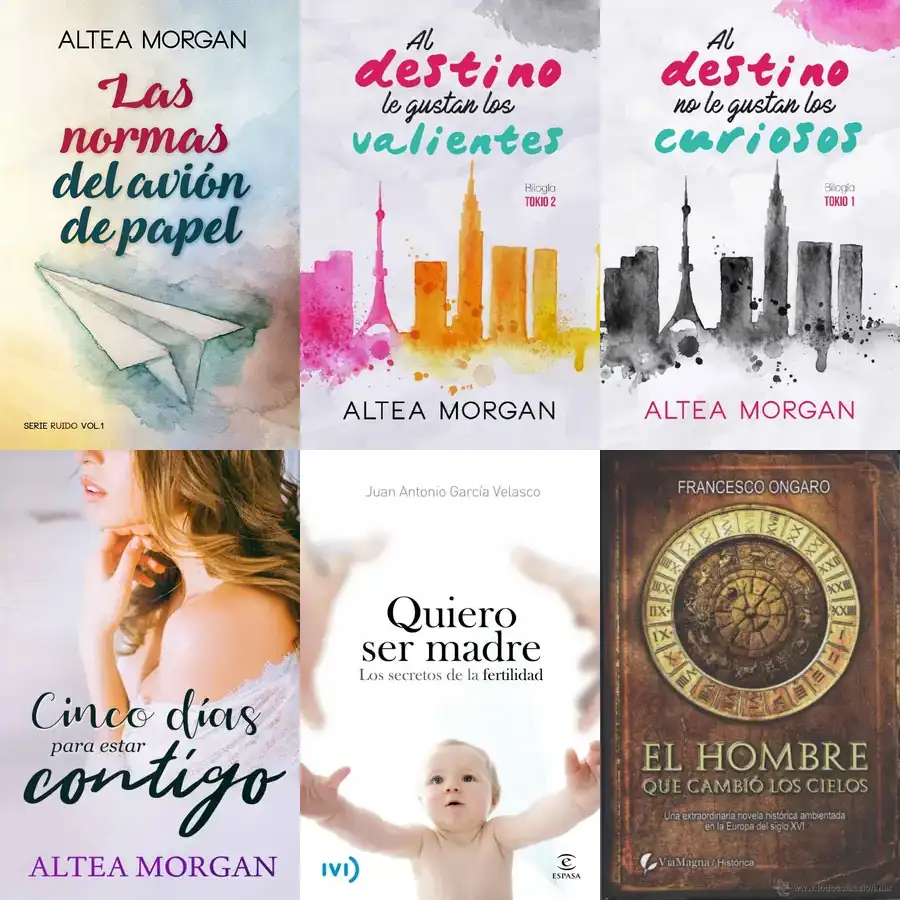 ALTEA MORGAN
Las
normas
del avión
de papel
SERIE RUIDO VOL.1
Al
destino
le gustan los
valientes
Bilogía
TOKIO 2
ALTEA MORGAN
Al
destino
no le gustan los
curiosos
Bilogía
TOKIO 1
ALTEA MORGAN
Cinco días
para estar
contigo
ALTEA MORGAN
Juan Antonio García Velasco
Quiero
ser madre
Los secretos de la fertilidad
IVI
e
ESPASA
FRANCESCO ONGARO
EL HOMBRE
QUE CAMBIÓ LOS CIELOS
Una extraordinaria novela histórica ambientada
en la Europa del siglo XVI
ViaMagna / Histórica
www.todocoleccion.net